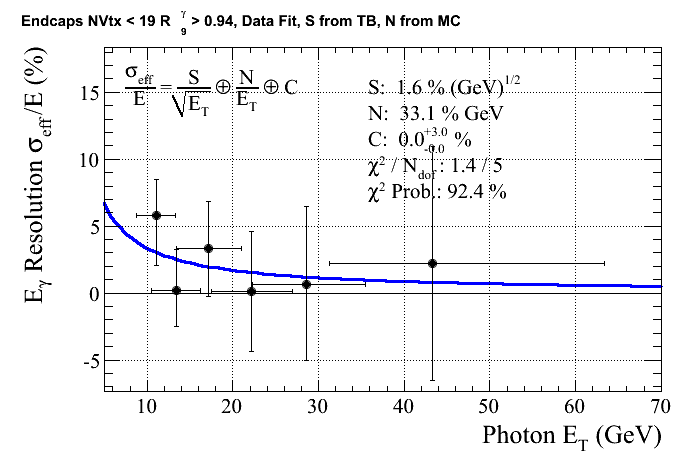 Endcaps NVtx < 19 R γ 9 > 0.94, Data Fit, S from TB, N from MC
σeff/E = S/√ET ⊕ N/ET ⊕ C
S: 1.6 % (GeV)^1/2
N: 33.1 % GeV
C: 0.0 +3.0 -0.0 %
χ² / Ndof: 1.4 / 5
χ² Prob.: 92.4 %
Eγ Resolution σeff/E (%)
15
10
5
0
-5
10 20 30 40 50 60 70
Photon ET (GeV)